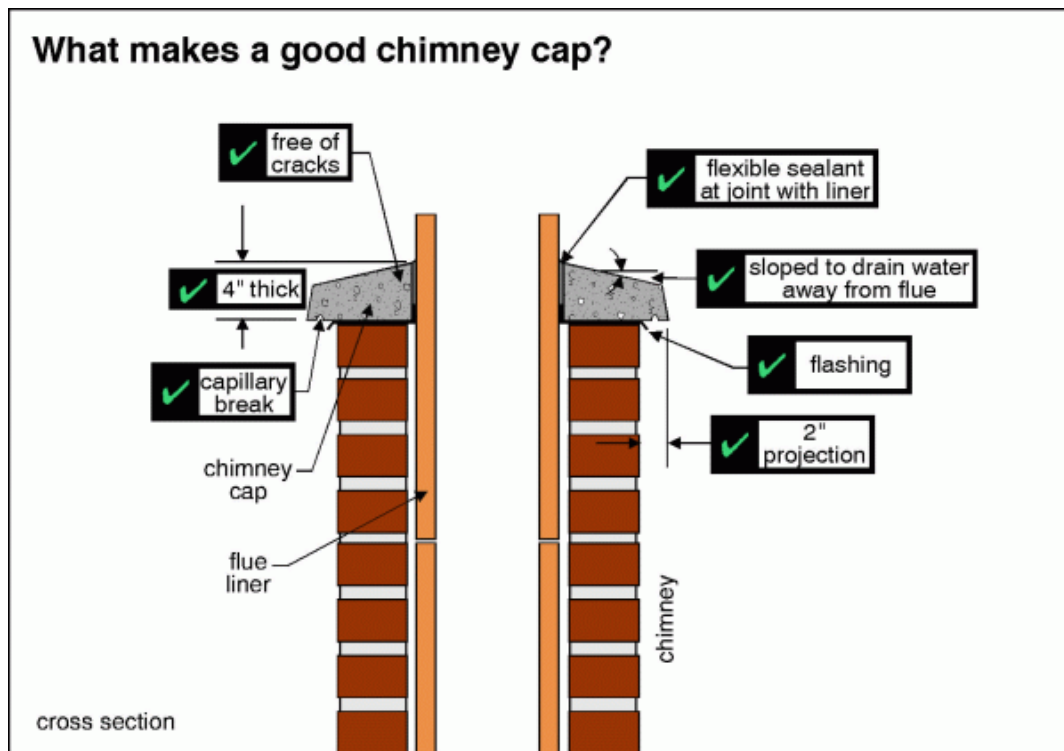 What makes a good chimney cap?
free of
cracks
flexible sealant
at joint with liner
4" thick
sloped to drain water
away from flue
capillary
break
flashing
2"
projection
chimney
cap
flue
liner
chimney
cross section